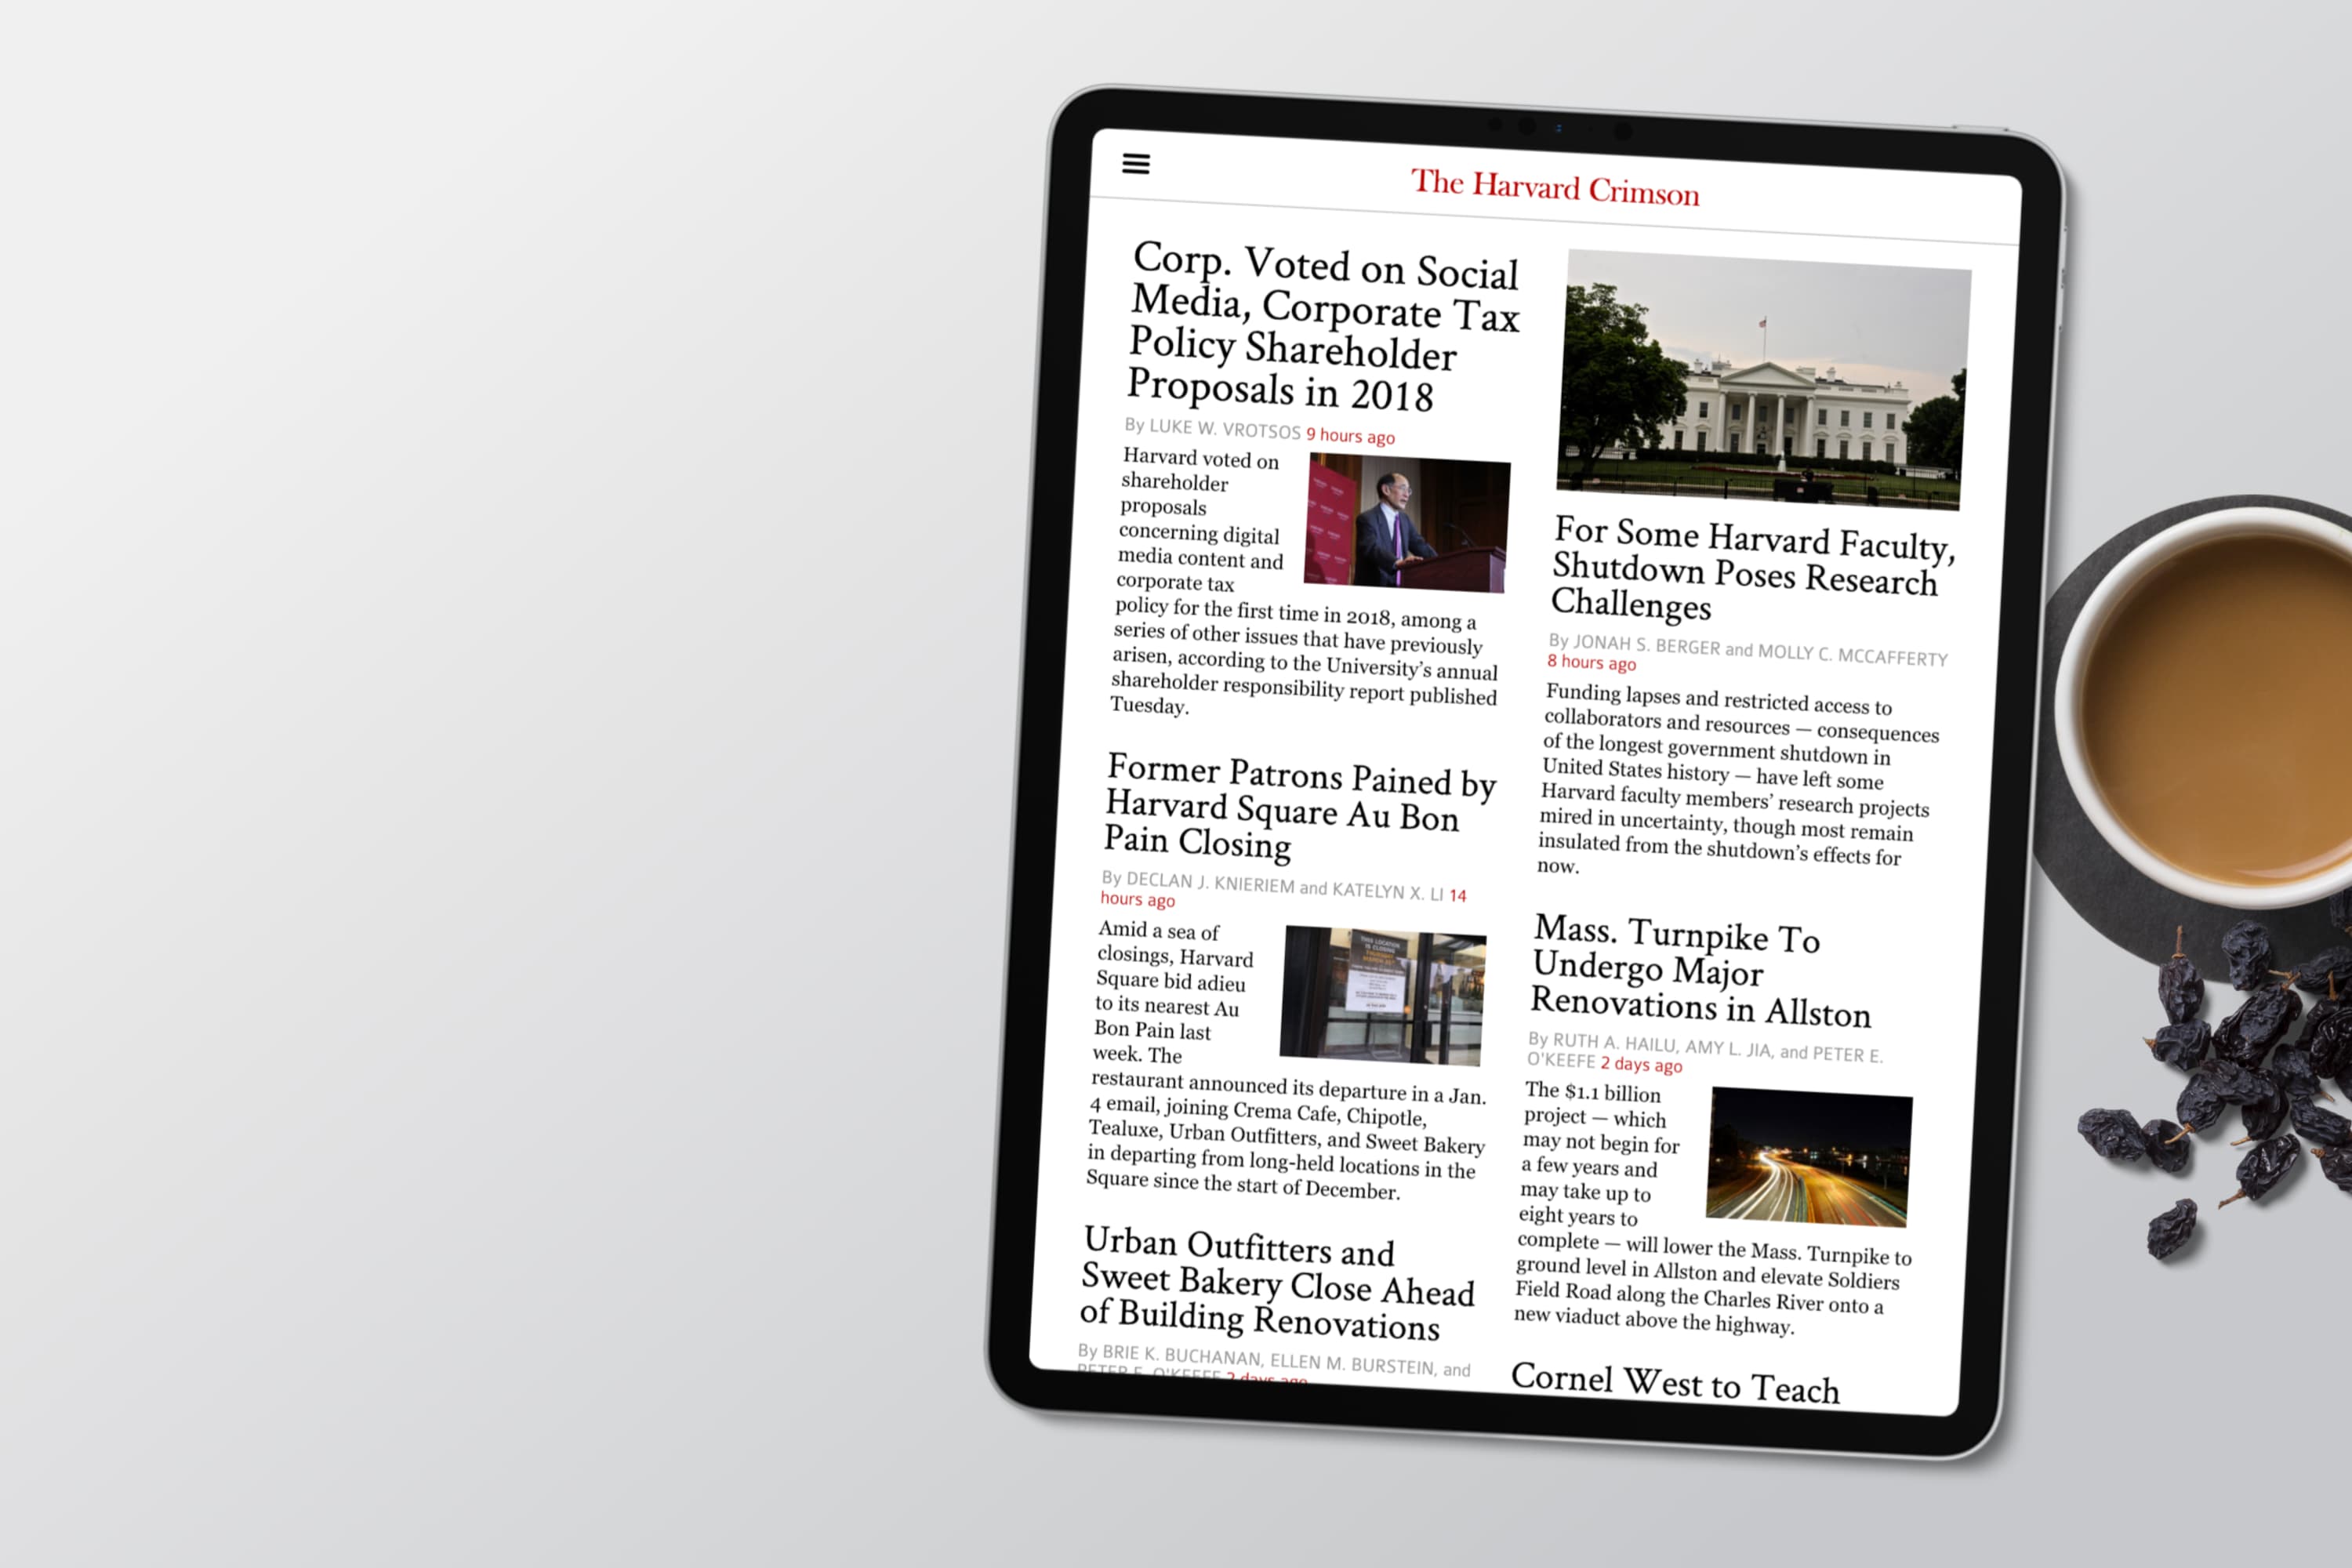 The Harvard Crimson
Corp. Voted on Social
Media, Corporate Tax
Policy Shareholder
Proposals in 2018
By LUKE W. VROTSOS 9 hours ago
Harvard voted on
shareholder
proposals
concerning digital
media content and
corporate tax
policy for the first time in 2018, among a
series of other issues that have previously
arisen, according to the University's annual
shareholder responsibility report published
Tuesday.
Former Patrons Pained by
Harvard Square Au Bon
Pain Closing
By DECLAN J. KNIERIEM and KATELYN X. LI 14
hours ago
Amid a sea of
closings, Harvard
Square bid adieu
to its nearest Au
Bon Pain last
week. The
restaurant announced its departure in a Jan.
4 email, joining Crema Cafe, Chipotle,
Tealuxe, Urban Outfitters, and Sweet Bakery
in departing from long-held locations in the
Square since the start of December.
THIS LOCATION
IS CLOSING
Urban Outfitters and
Sweet Bakery Close Ahead
of Building Renovations
By BRIE K. BUCHANAN, ELLEN M. BURSTEIN, and
PETER E. O'KEEFE 2 days ago
For Some Harvard Faculty,
Shutdown Poses Research
Challenges
By JONAH S. BERGER and MOLLY C. MCCAFFERTY
8 hours ago
Funding lapses and restricted access to
collaborators and resources — consequences
of the longest government shutdown in
United States history — have left some
Harvard faculty members' research projects
mired in uncertainty, though most remain
insulated from the shutdown's effects for
now.
Mass. Turnpike To
Undergo Major
Renovations in Allston
By RUTH A. HAILU, AMY L. JIA, and PETER E.
O'KEEFE 2 days ago
The $1.1 billion
project — which
may not begin for
a few years and
may take up to
eight years to
complete — will lower the Mass. Turnpike to
ground level in Allston and elevate Soldiers
Field Road along the Charles River onto a
new viaduct above the highway.
Cornel West to Teach